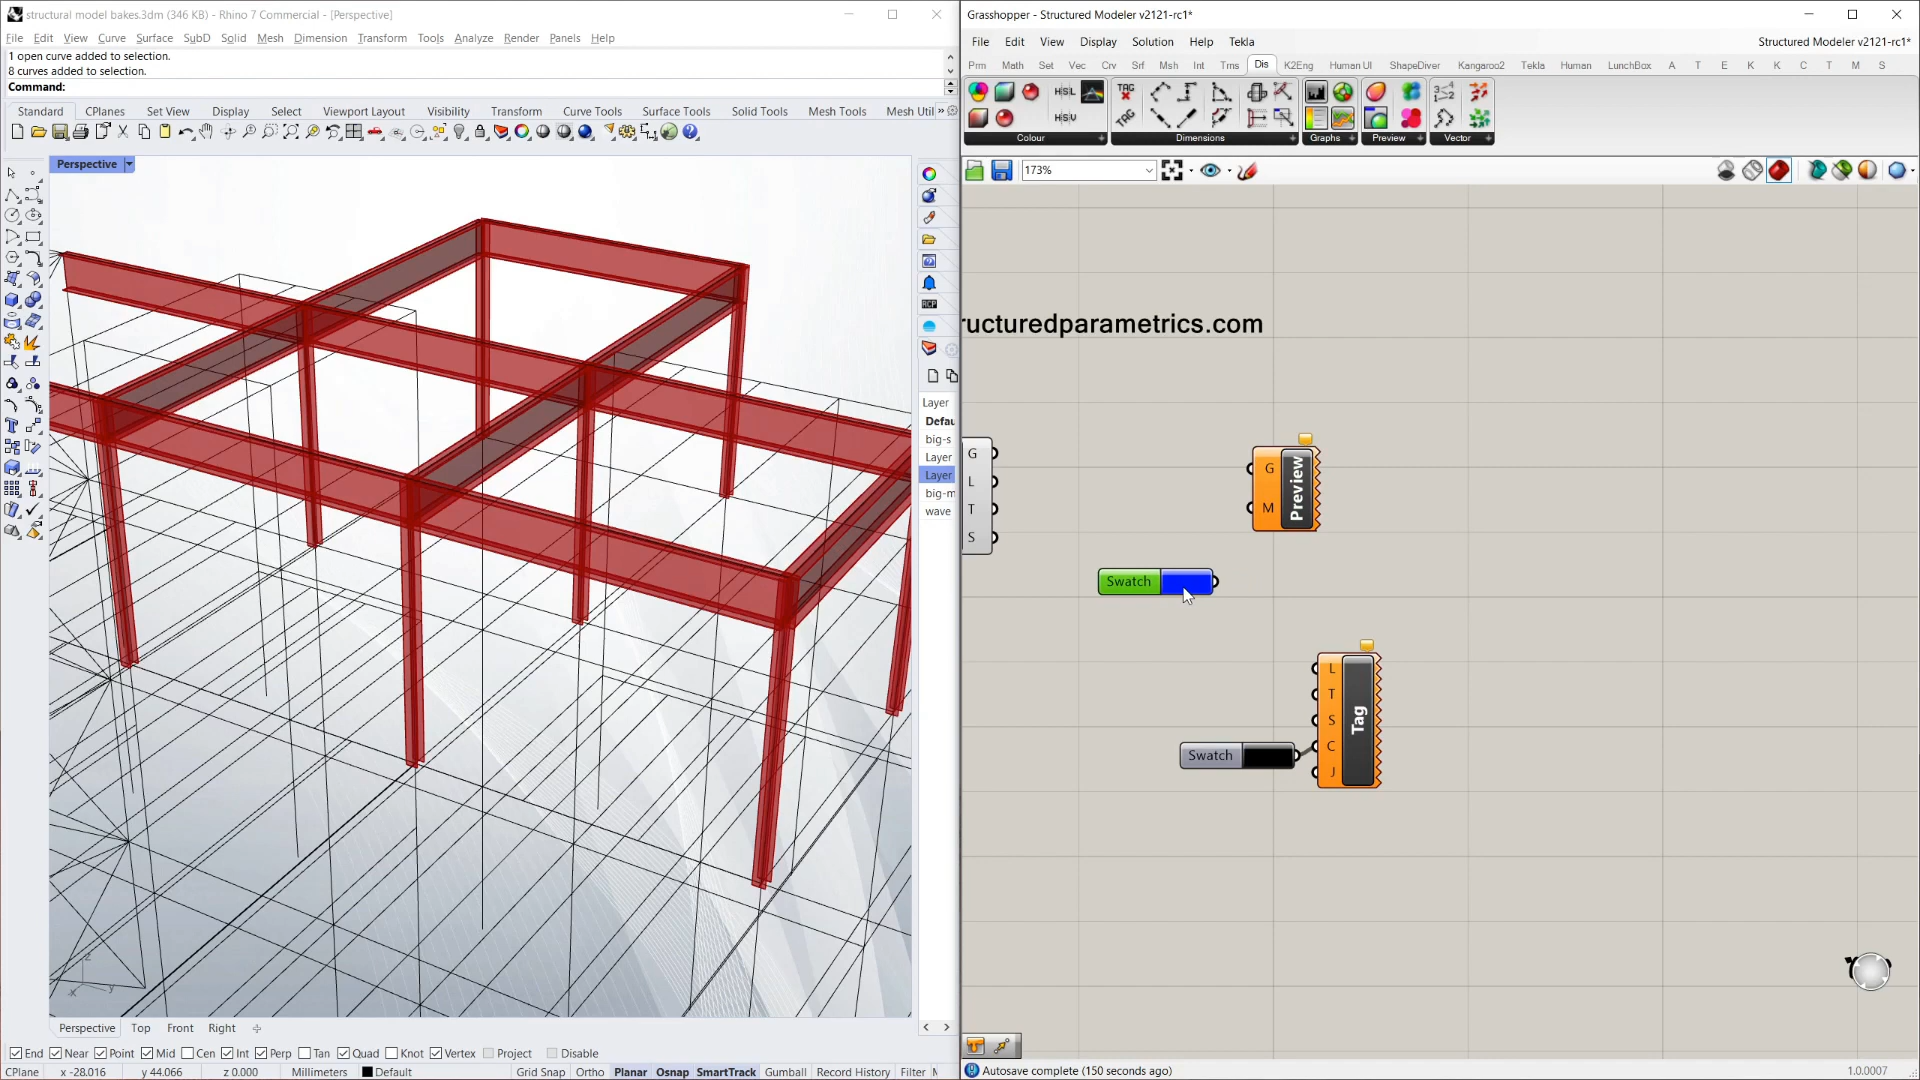 structural model bakes.3dm (346 KB) - Rhino 7 Commercial - [Perspective]
File Edit View Curve Surface SubD Solid Mesh Dimension Transform Tools Analyze Render Panels Help
1 open curve added to selection.
8 curves added to selection.
Command:
Standard CPlanes Set View Display Select Viewport Layout Visibility Transform Curve Tools Surface Tools Solid Tools Mesh Tools Mesh Util »
Perspective
Layer
Defau
big-s
Layer
Layer
big-m
wave
z
x y
Perspective Top Front Right
End Near Point Mid Cen Int Perp Tan Quad Knot Vertex Project Disable
CPlane x -28.016 y 44.066 z 0.000 Millimeters Default Grid Snap Ortho Planar Osnap SmartTrack Gumball Record History Filter
Grasshopper - Structured Modeler v2121-rc1*
File Edit View Display Solution Help Tekla Structured Modeler v2121-rc1*
Prm Math Set Vec Crv Srf Msh Int Trns Dis K2Eng Human UI ShapeDiver Kangaroo2 Tekla Human LunchBox A T E K K C T M S
HSL TAG
HSV TAG
Colour Dimensions Graphs Preview Vector
173%
ructuredparametrics.com
G
L
T
S
G
M
Preview
Swatch
L
T
S
C
J
Tag
Swatch
Autosave complete (150 seconds ago) 1.0.0007